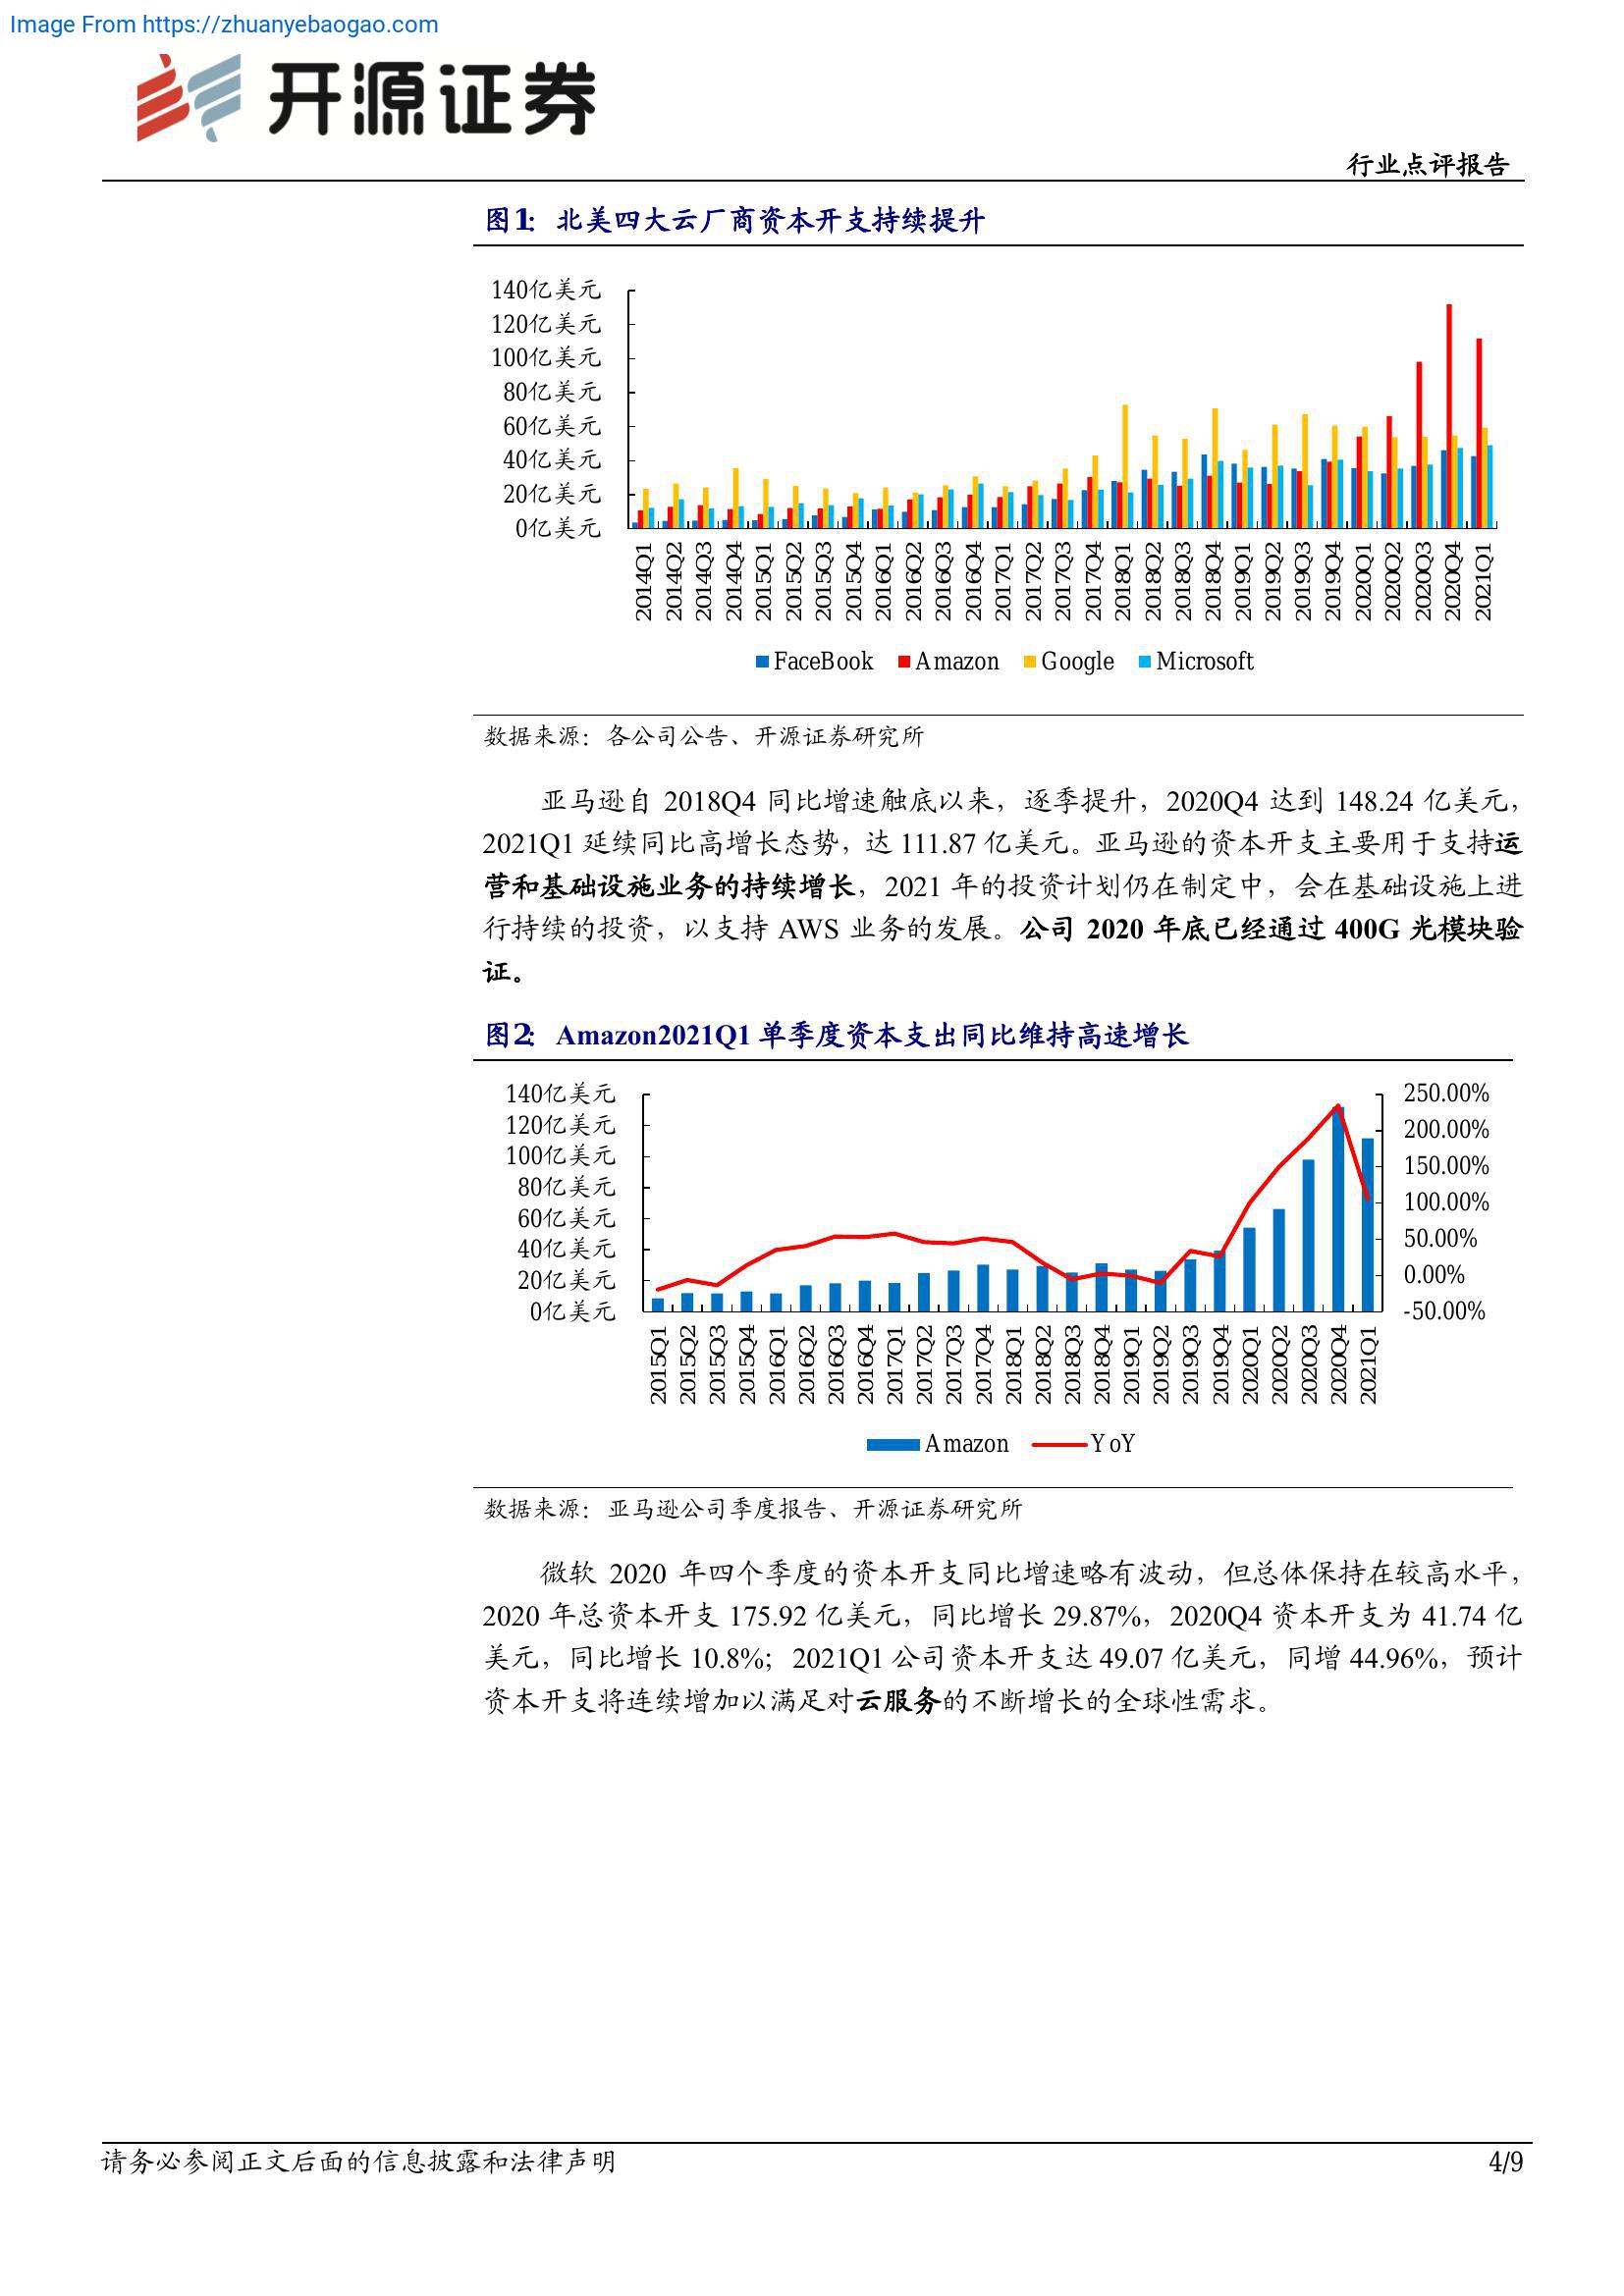 Image From https://zhuanyebaogao.com
开源证券
行业点评报告
图1： 北美四大云厂商资本开支持续提升
140亿美元
120亿美元
100亿美元
80亿美元
60亿美元
40亿美元
20亿美元
0亿美元
2014Q1 2014Q2 2014Q3 2014Q4 2015Q1 2015Q2 2015Q3 2015Q4 2016Q1 2016Q2 2016Q3 2016Q4 2017Q1 2017Q2 2017Q3 2017Q4 2018Q1 2018Q2 2018Q3 2018Q4 2019Q1 2019Q2 2019Q3 2019Q4 2020Q1 2020Q2 2020Q3 2020Q4 2021Q1
FaceBook Amazon Google Microsoft
数据来源：各公司公告、开源证券研究所
亚马逊自 2018Q4 同比增速触底以来，逐季提升，2020Q4 达到 148.24 亿美元，
2021Q1 延续同比高增长态势，达 111.87 亿美元。亚马逊的资本开支主要用于支持运
营和基础设施业务的持续增长，2021 年的投资计划仍在制定中，会在基础设施上进
行持续的投资，以支持 AWS 业务的发展。公司 2020 年底已经通过 400G 光模块验
证。
图2： Amazon2021Q1 单季度资本支出同比维持高速增长
140亿美元 250.00%
120亿美元 200.00%
100亿美元 150.00%
80亿美元 100.00%
60亿美元 50.00%
40亿美元 0.00%
20亿美元 -50.00%
0亿美元
2015Q1 2015Q2 2015Q3 2015Q4 2016Q1 2016Q2 2016Q3 2016Q4 2017Q1 2017Q2 2017Q3 2017Q4 2018Q1 2018Q2 2018Q3 2018Q4 2019Q1 2019Q2 2019Q3 2019Q4 2020Q1 2020Q2 2020Q3 2020Q4 2021Q1
Amazon YoY
数据来源：亚马逊公司季度报告、开源证券研究所
微软 2020 年四个季度的资本开支同比增速略有波动，但总体保持在较高水平，
2020 年总资本开支 175.92 亿美元，同比增长 29.87%，2020Q4 资本开支为 41.74 亿
美元，同比增长 10.8%；2021Q1 公司资本开支达 49.07 亿美元，同增 44.96%，预计
资本开支将连续增加以满足对云服务的不断增长的全球性需求。
请务必参阅正文后面的信息披露和法律声明 4/9